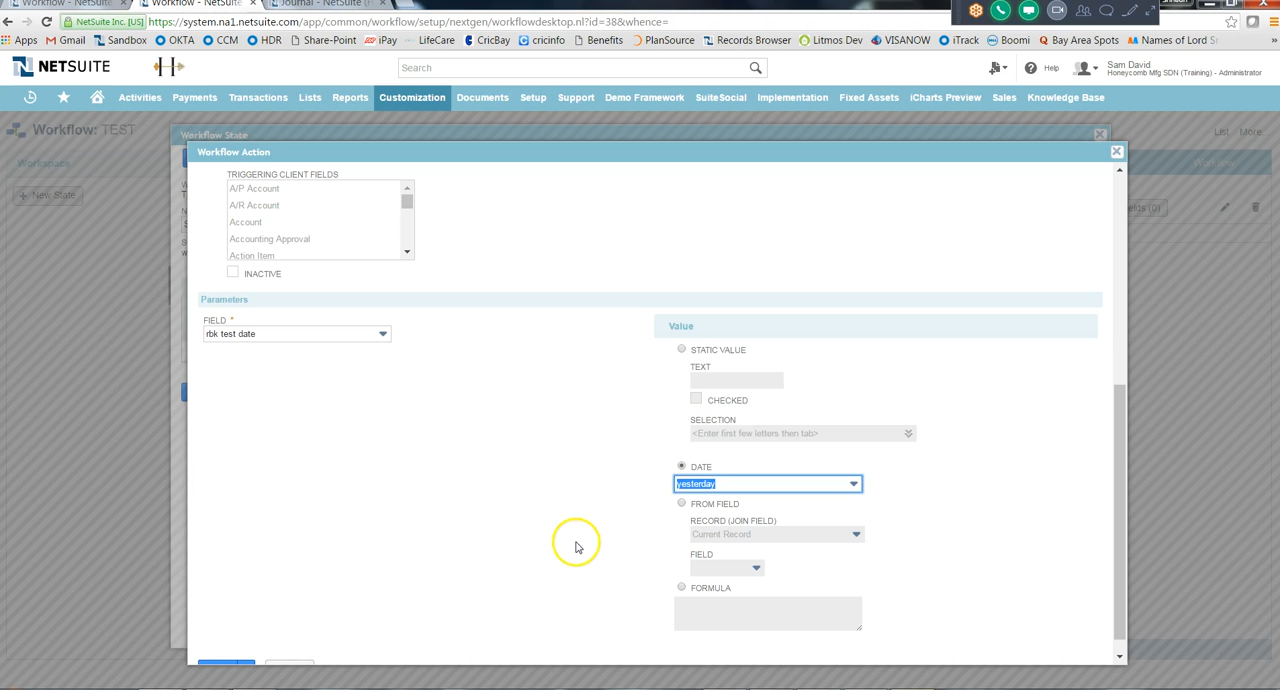 Workflow - NetSuite
Workflow - NetSuite
Journal - NetSuite (H
NetSuite Inc. [US]
https://system.na1.netsuite.com/app/common/workflow/setup/nextgen/workflowdesktop.nl?id=38&whence=
Apps Gmail Sandbox OKTA CCM HDR Share-Point iPay LifeCare CricBay cricinfo Benefits PlanSource Records Browser Litmos Dev VISANOW iTrack Boomi Bay Area Spots Names of Lord Sr »
NETSUITE
Search
Help
Sam David
Honeycomb Mfg SDN (Training) - Administrator
Activities Payments Transactions Lists Reports Customization Documents Setup Support Demo Framework SuiteSocial Implementation Fixed Assets iCharts Preview Sales Knowledge Base
Workflow: TEST
List More...
Workflow State
Workspace
Workflow
+ New State
elds (0)
Workflow Action
TRIGGERING CLIENT FIELDS
A/P Account
A/R Account
Account
Accounting Approval
Action Item
INACTIVE
Parameters
FIELD *
rbk test date
Value
STATIC VALUE
TEXT
CHECKED
SELECTION
<Enter first few letters then tab>
DATE
yesterday
FROM FIELD
RECORD (JOIN FIELD)
Current Record
FIELD
FORMULA